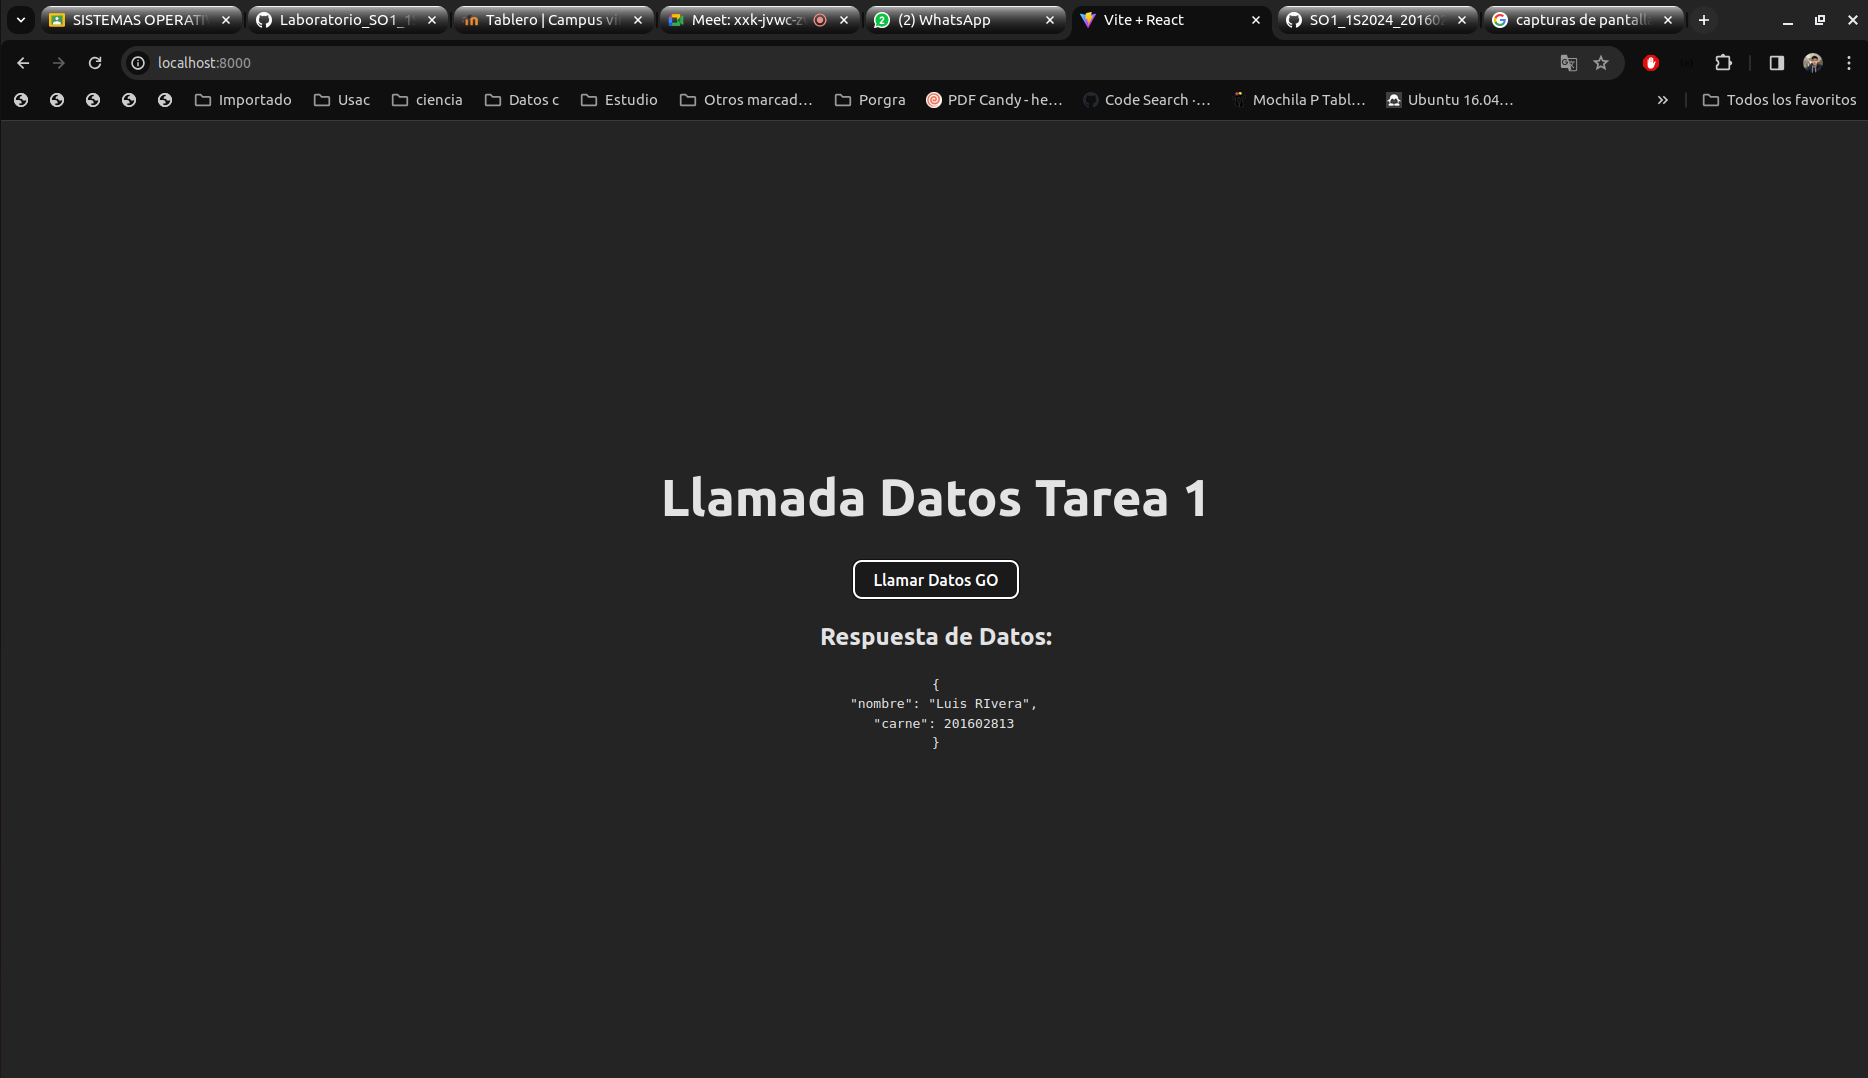 SISTEMAS OPERATI
Laboratorio_SO1_1
Tablero | Campus vi
Meet: xxk-jvwc-z
2 (2) WhatsApp
Vite + React
SO1_1S2024_20160
capturas de pantall
localhost:8000
Importado
Usac
ciencia
Datos c
Estudio
Otros marcad…
Porgra
PDF Candy - he…
Code Search ·…
Mochila P Tabl…
Ubuntu 16.04…
Todos los favoritos
Llamada Datos Tarea 1
Llamar Datos GO
Respuesta de Datos:
{
"nombre": "Luis RIvera",
"carne": 201602813
}